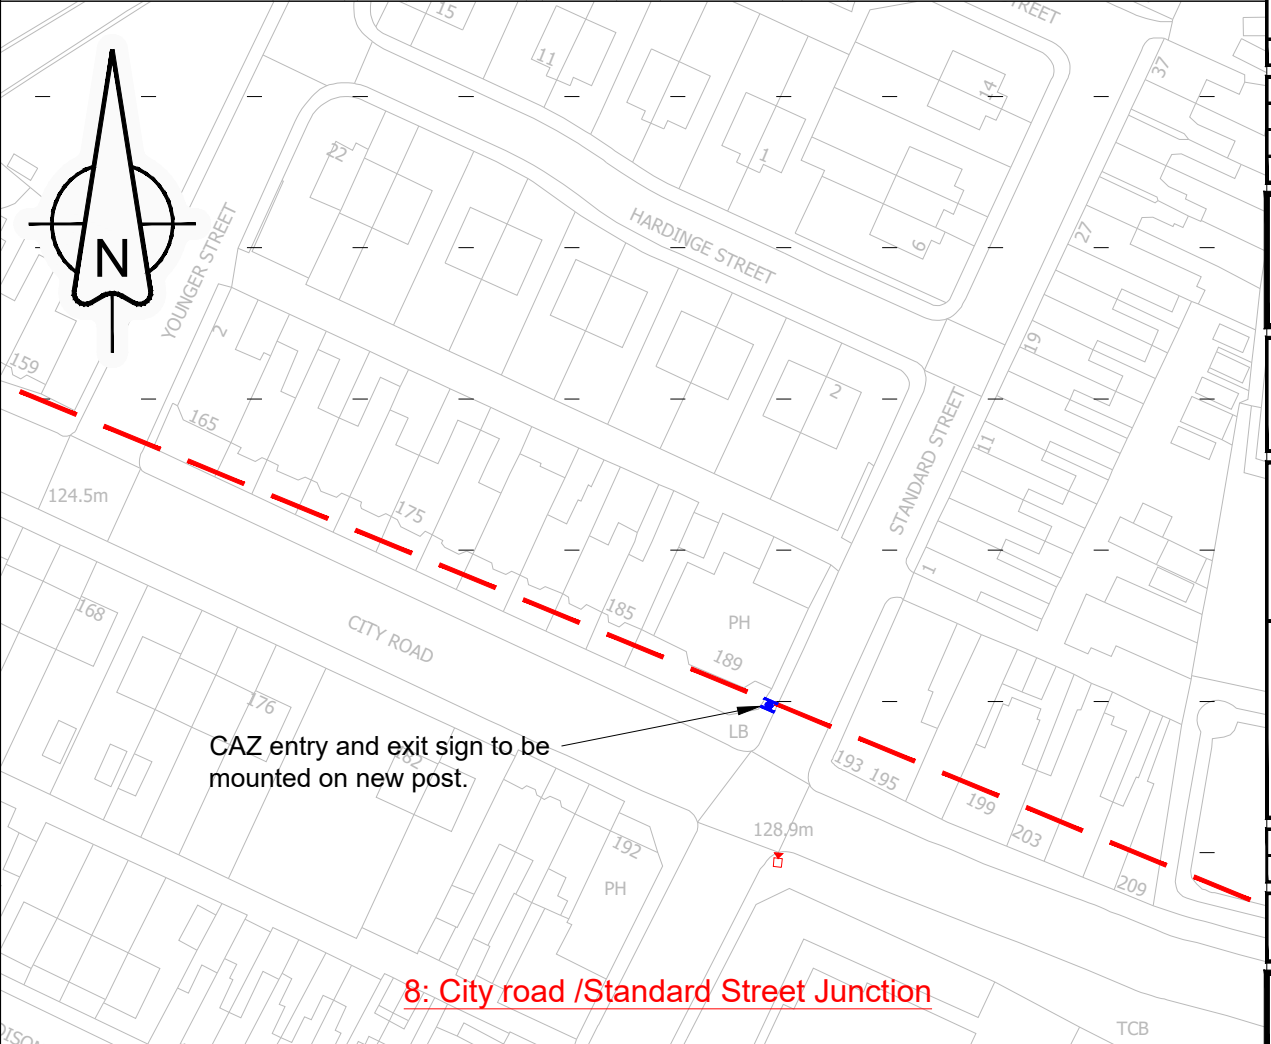 15
REET
11
37
14
22
1
HARDINGE STREET
6
27
N
YOUNGER STREET
2
19
159
2
165
STANDARD STREET
11
124.5m
175
1
168
185
PH
CITY ROAD
189
176
LB
CAZ entry and exit sign to be
mounted on new post.
193 195
199
203
128.9m
192
209
PH
8: City road /Standard Street Junction
TCB